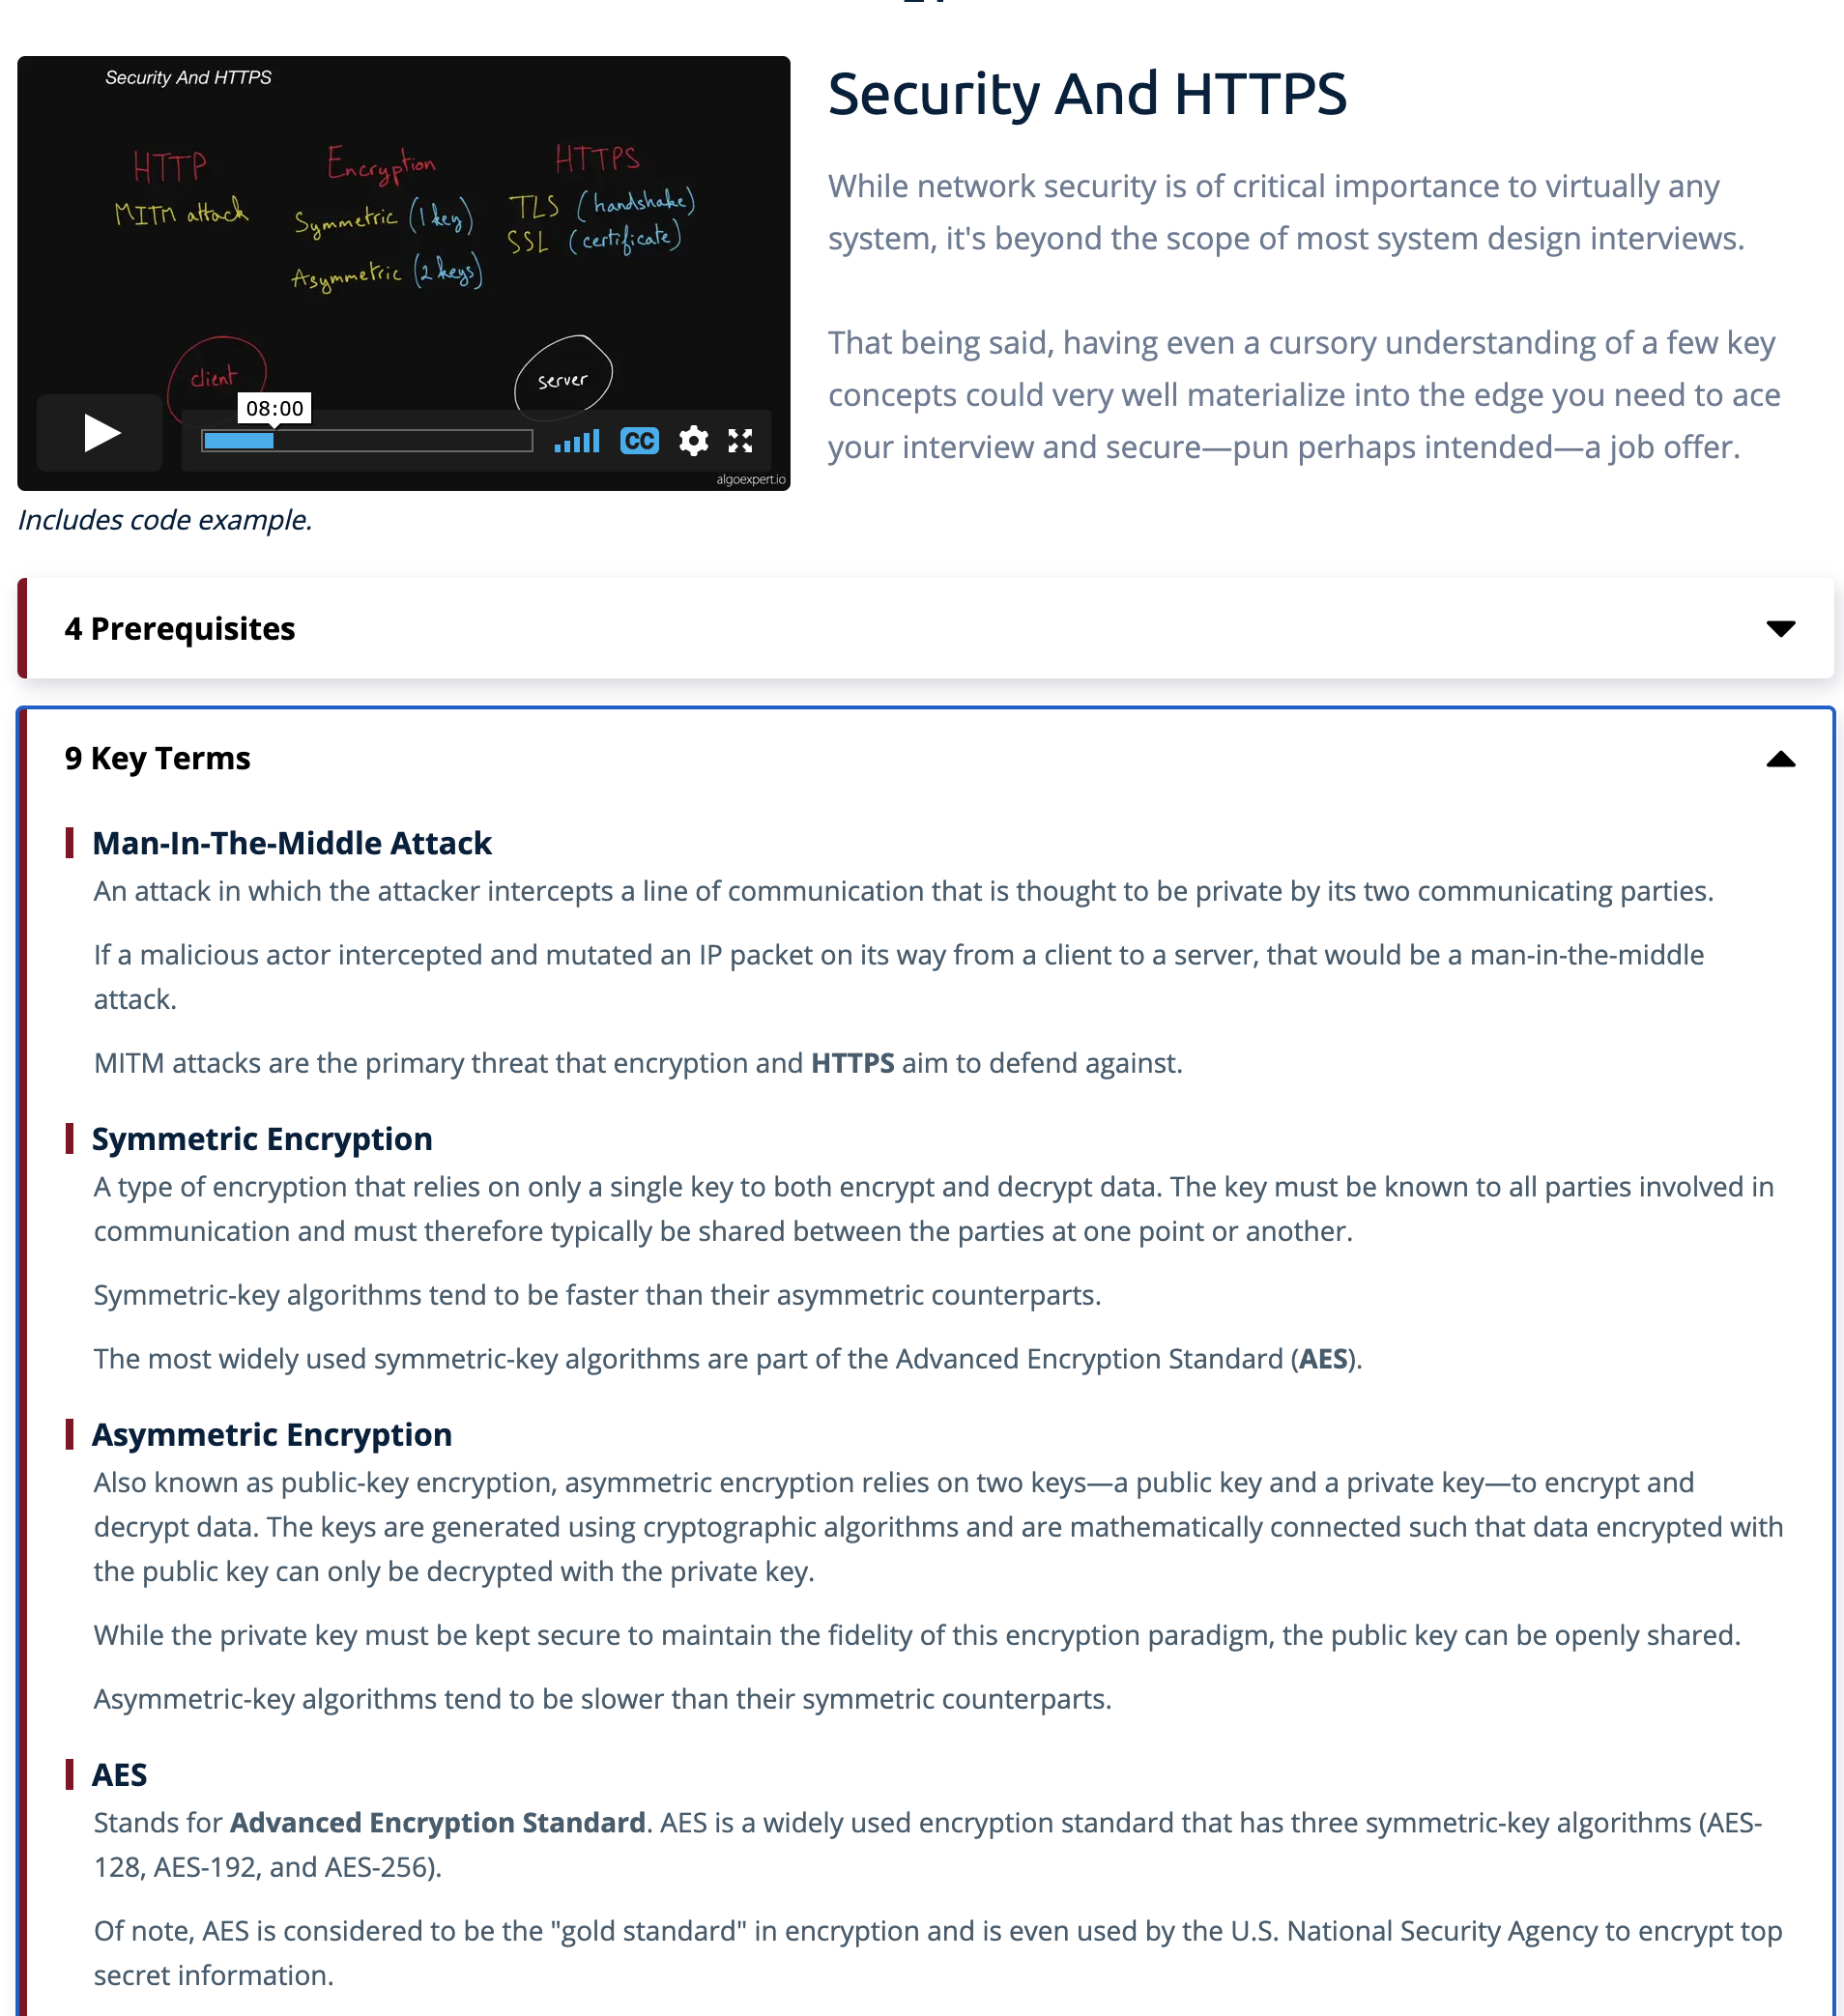 Security And HTTPS
HTTP
MITM attack
Encryption
Symmetric (1 key)
Asymmetric (2 keys)
HTTPS
TLS (handshake)
SSL (certificate)
client
server
08:00
CC
algoexpert.io
Includes code example.
Security And HTTPS
While network security is of critical importance to virtually any
system, it's beyond the scope of most system design interviews.
That being said, having even a cursory understanding of a few key
concepts could very well materialize into the edge you need to ace
your interview and secure—pun perhaps intended—a job offer.
4 Prerequisites
9 Key Terms
Man-In-The-Middle Attack
An attack in which the attacker intercepts a line of communication that is thought to be private by its two communicating parties.
If a malicious actor intercepted and mutated an IP packet on its way from a client to a server, that would be a man-in-the-middle
attack.
MITM attacks are the primary threat that encryption and HTTPS aim to defend against.
Symmetric Encryption
A type of encryption that relies on only a single key to both encrypt and decrypt data. The key must be known to all parties involved in
communication and must therefore typically be shared between the parties at one point or another.
Symmetric-key algorithms tend to be faster than their asymmetric counterparts.
The most widely used symmetric-key algorithms are part of the Advanced Encryption Standard (AES).
Asymmetric Encryption
Also known as public-key encryption, asymmetric encryption relies on two keys—a public key and a private key—to encrypt and
decrypt data. The keys are generated using cryptographic algorithms and are mathematically connected such that data encrypted with
the public key can only be decrypted with the private key.
While the private key must be kept secure to maintain the fidelity of this encryption paradigm, the public key can be openly shared.
Asymmetric-key algorithms tend to be slower than their symmetric counterparts.
AES
Stands for Advanced Encryption Standard. AES is a widely used encryption standard that has three symmetric-key algorithms (AES-
128, AES-192, and AES-256).
Of note, AES is considered to be the "gold standard" in encryption and is even used by the U.S. National Security Agency to encrypt top
secret information.